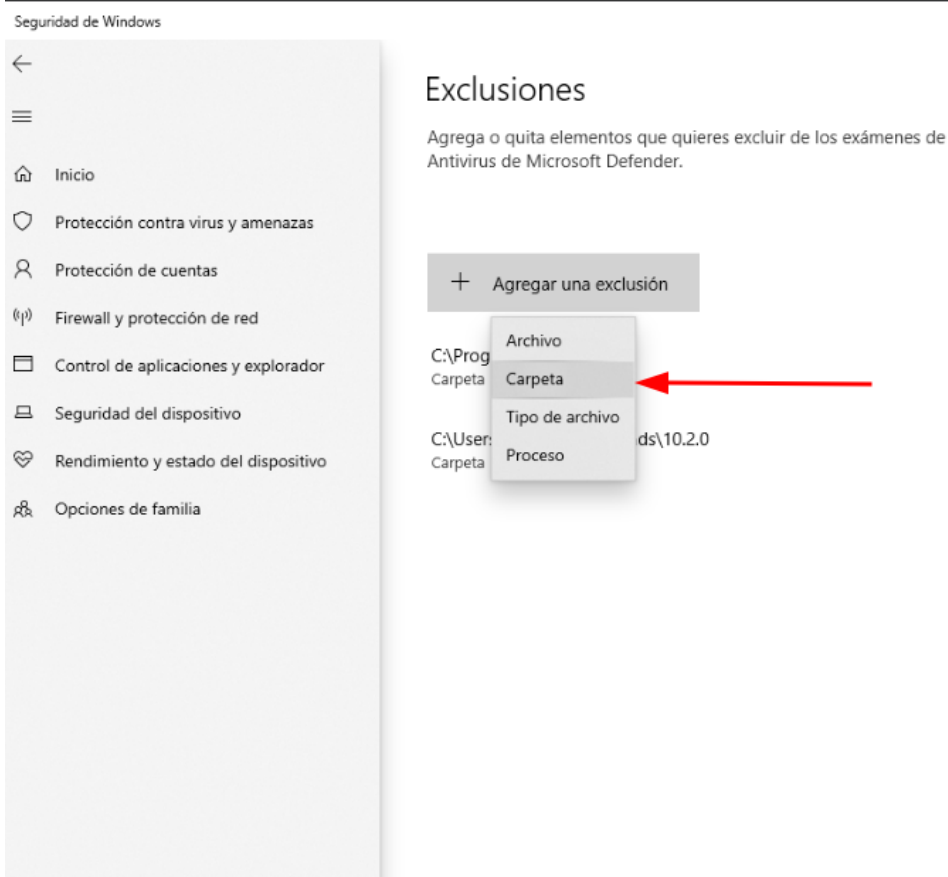 Seguridad de Windows
Exclusiones
Agrega o quita elementos que quieres excluir de los exámenes de
Antivirus de Microsoft Defender.
Inicio
Protección contra virus y amenazas
Protección de cuentas
Firewall y protección de red
Control de aplicaciones y explorador
Seguridad del dispositivo
Rendimiento y estado del dispositivo
Opciones de familia
Agregar una exclusión
Archivo
Carpeta
Tipo de archivo
Proceso
C:\Prog
Carpeta
C:\User ds\10.2.0
Carpeta